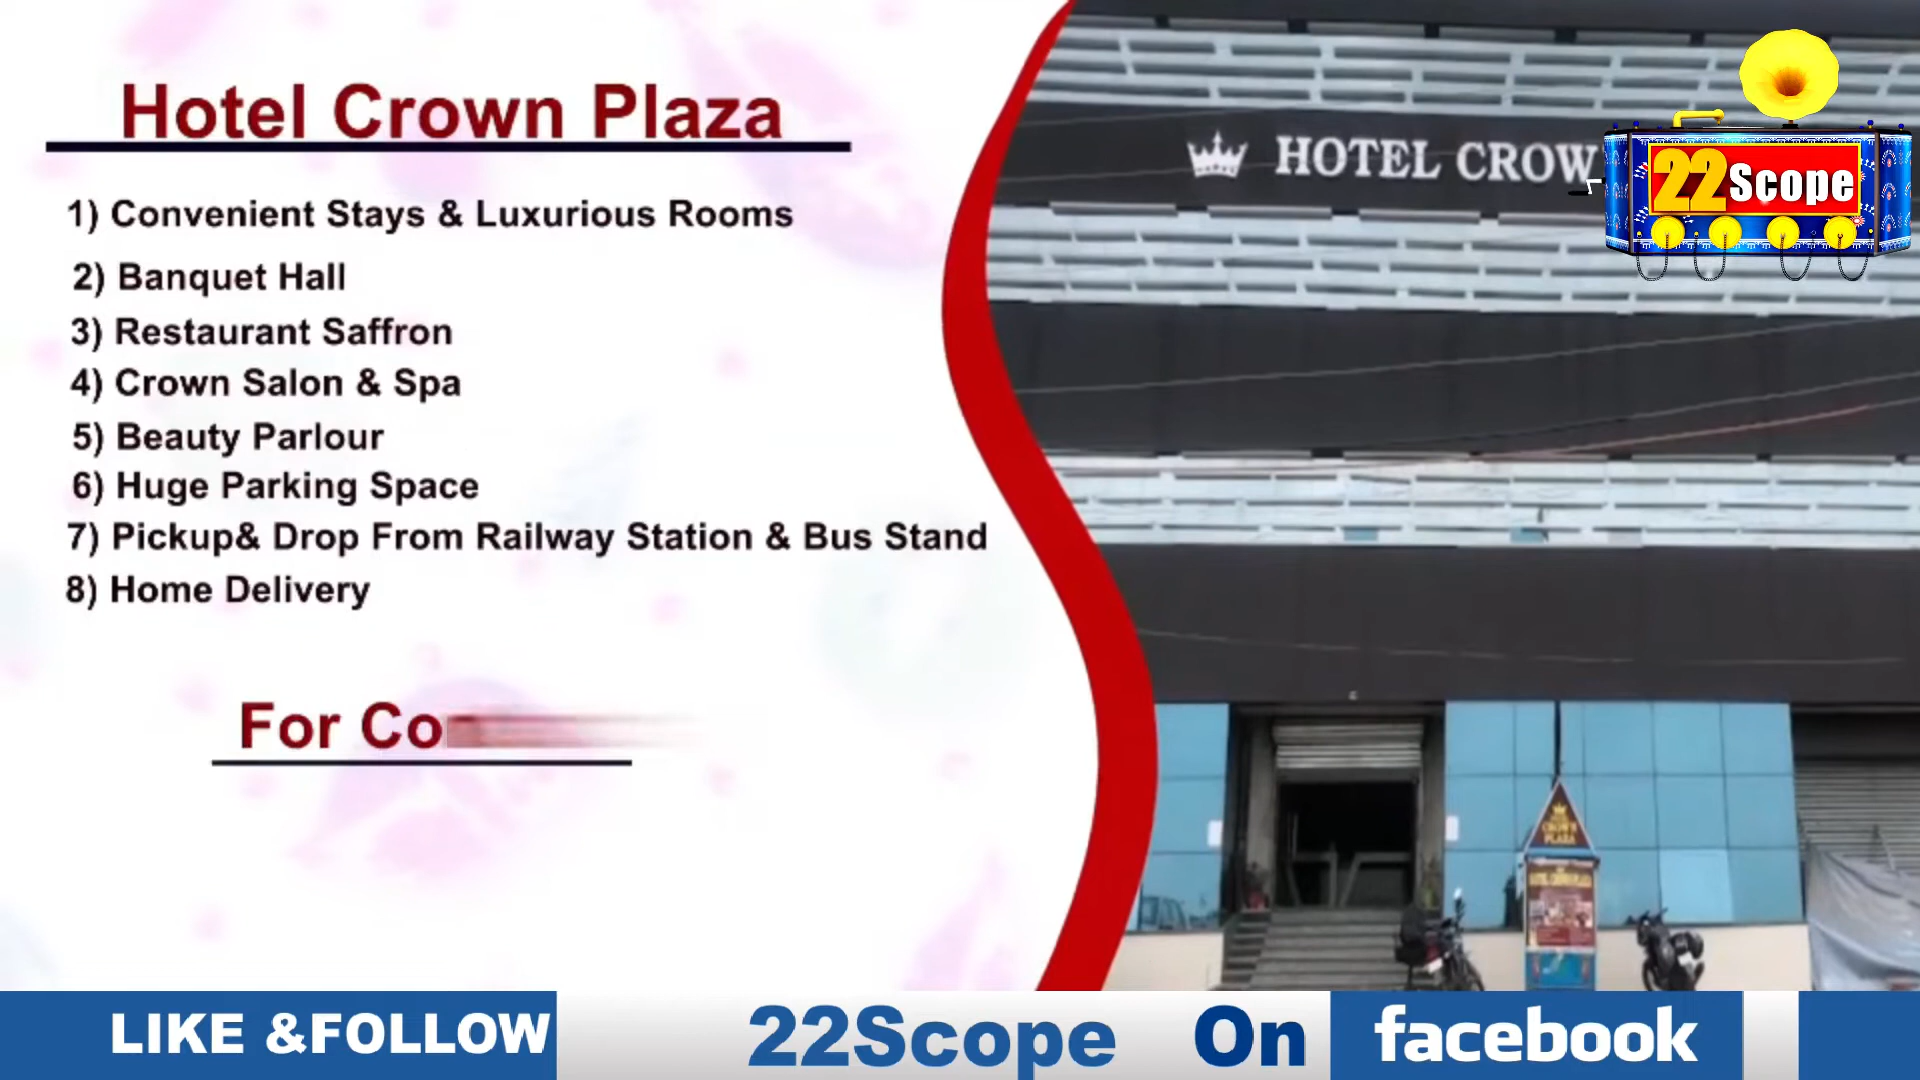 Hotel Crown Plaza
1) Convenient Stays & Luxurious Rooms
2) Banquet Hall
3) Restaurant Saffron
4) Crown Salon & Spa
5) Beauty Parlour
6) Huge Parking Space
7) Pickup& Drop From Railway Station & Bus Stand
8) Home Delivery
For Co
HOTEL CROW
22Scope
CROWN
PLAZA
LIKE &FOLLOW
22Scope On facebook